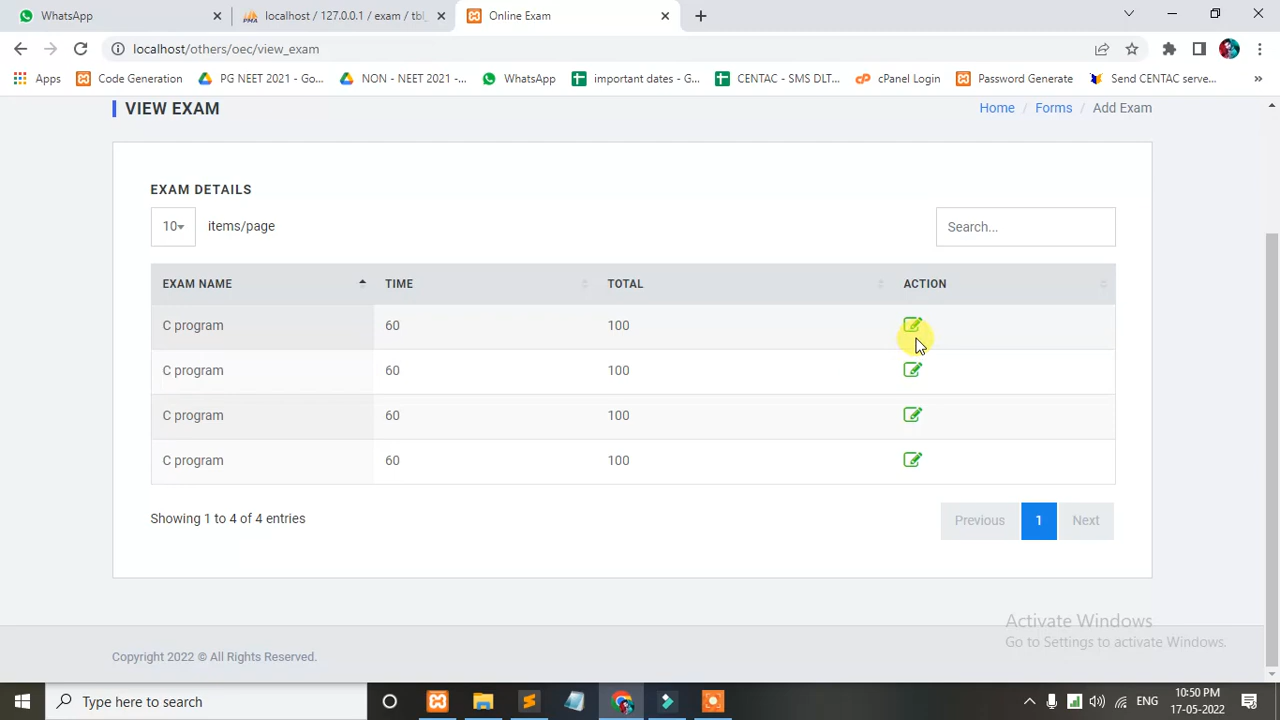 WhatsApp
localhost / 127.0.0.1 / exam / tbl_
Online Exam
localhost/others/oec/view_exam
Apps
Code Generation
PG NEET 2021 - Go...
NON - NEET 2021 -...
WhatsApp
important dates - G...
CENTAC - SMS DLT...
cPanel Login
Password Generate
Send CENTAC serve...
VIEW EXAM
Home / Forms / Add Exam
EXAM DETAILS
10 items/page
Search...
EXAM NAME TIME TOTAL ACTION
C program 60 100
C program 60 100
C program 60 100
C program 60 100
Showing 1 to 4 of 4 entries
Previous 1 Next
Activate Windows
Go to Settings to activate Windows.
Copyright 2022 © All Rights Reserved.
Type here to search
ENG
10:50 PM
17-05-2022